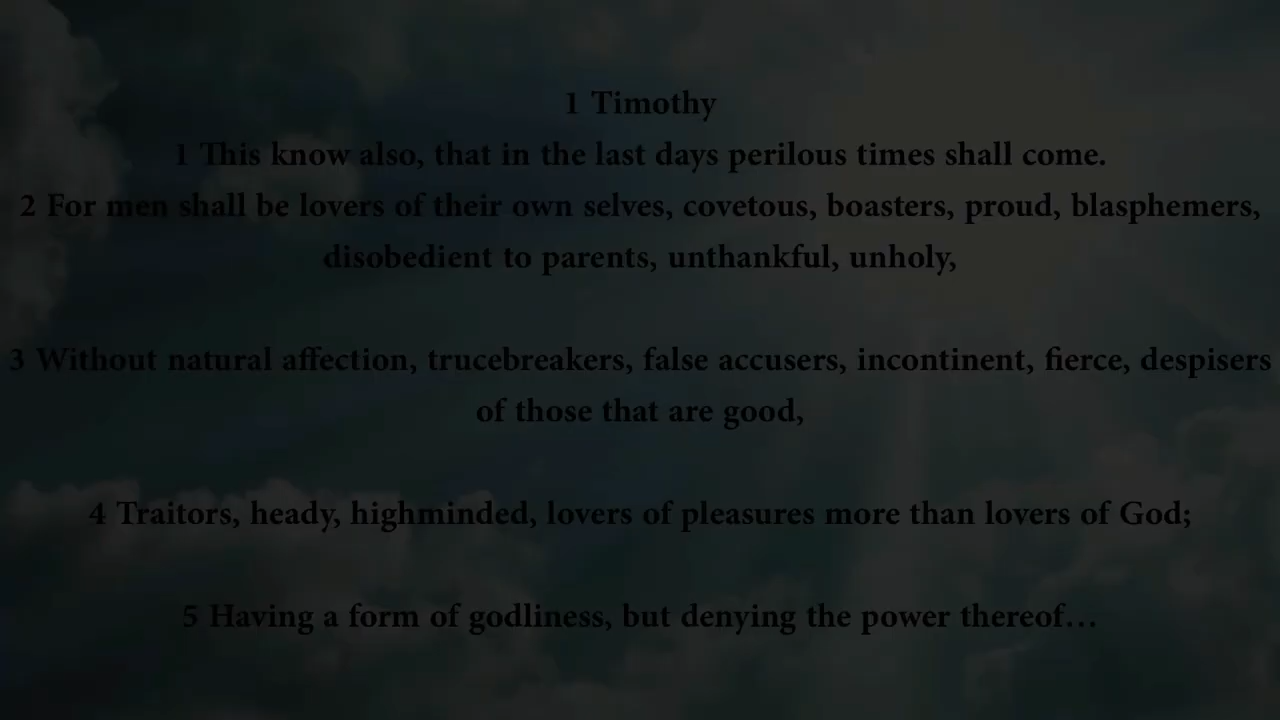 1 Timothy
1 This know also, that in the last days perilous times shall come.
2 For men shall be lovers of their own selves, covetous, boasters, proud, blasphemers,
disobedient to parents, unthankful, unholy,
3 Without natural affection, trucebreakers, false accusers, incontinent, fierce, despisers
of those that are good,
4 Traitors, heady, highminded, lovers of pleasures more than lovers of God;
5 Having a form of godliness, but denying the power thereof…